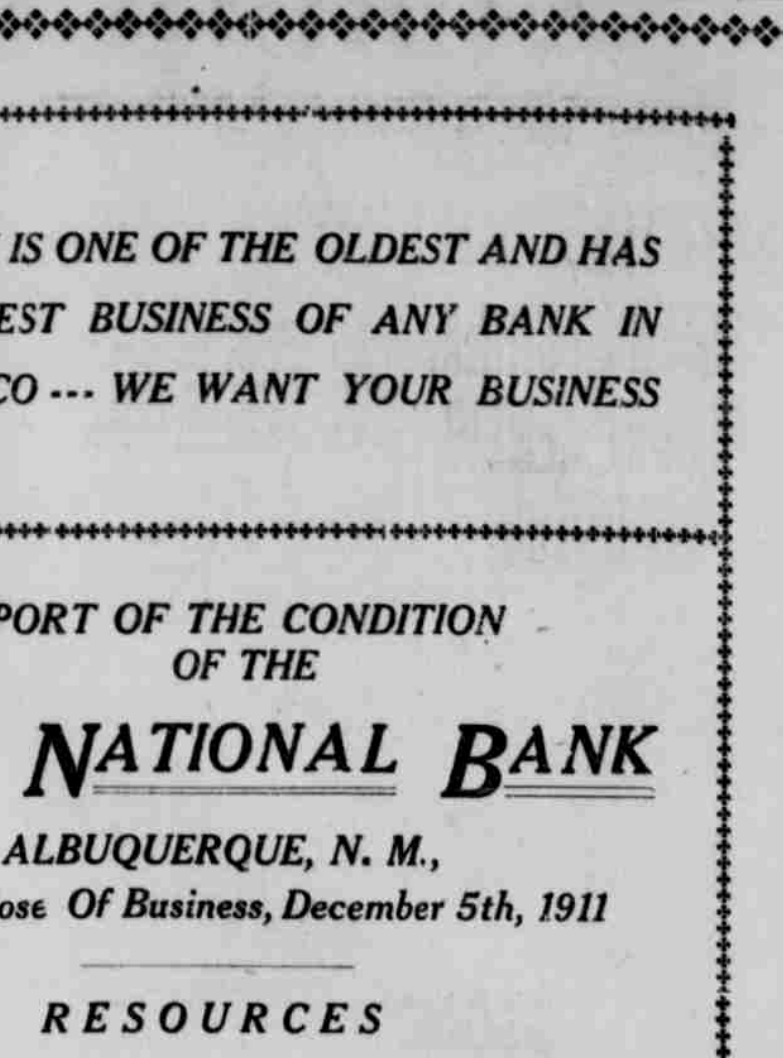 IS ONE OF THE OLDEST AND HAS
EST BUSINESS OF ANY BANK IN
CO --- WE WANT YOUR BUSINESS
PORT OF THE CONDITION
OF THE
NATIONAL BANK
ALBUQUERQUE, N. M.,
ose Of Business, December 5th, 1911
RESOURCES